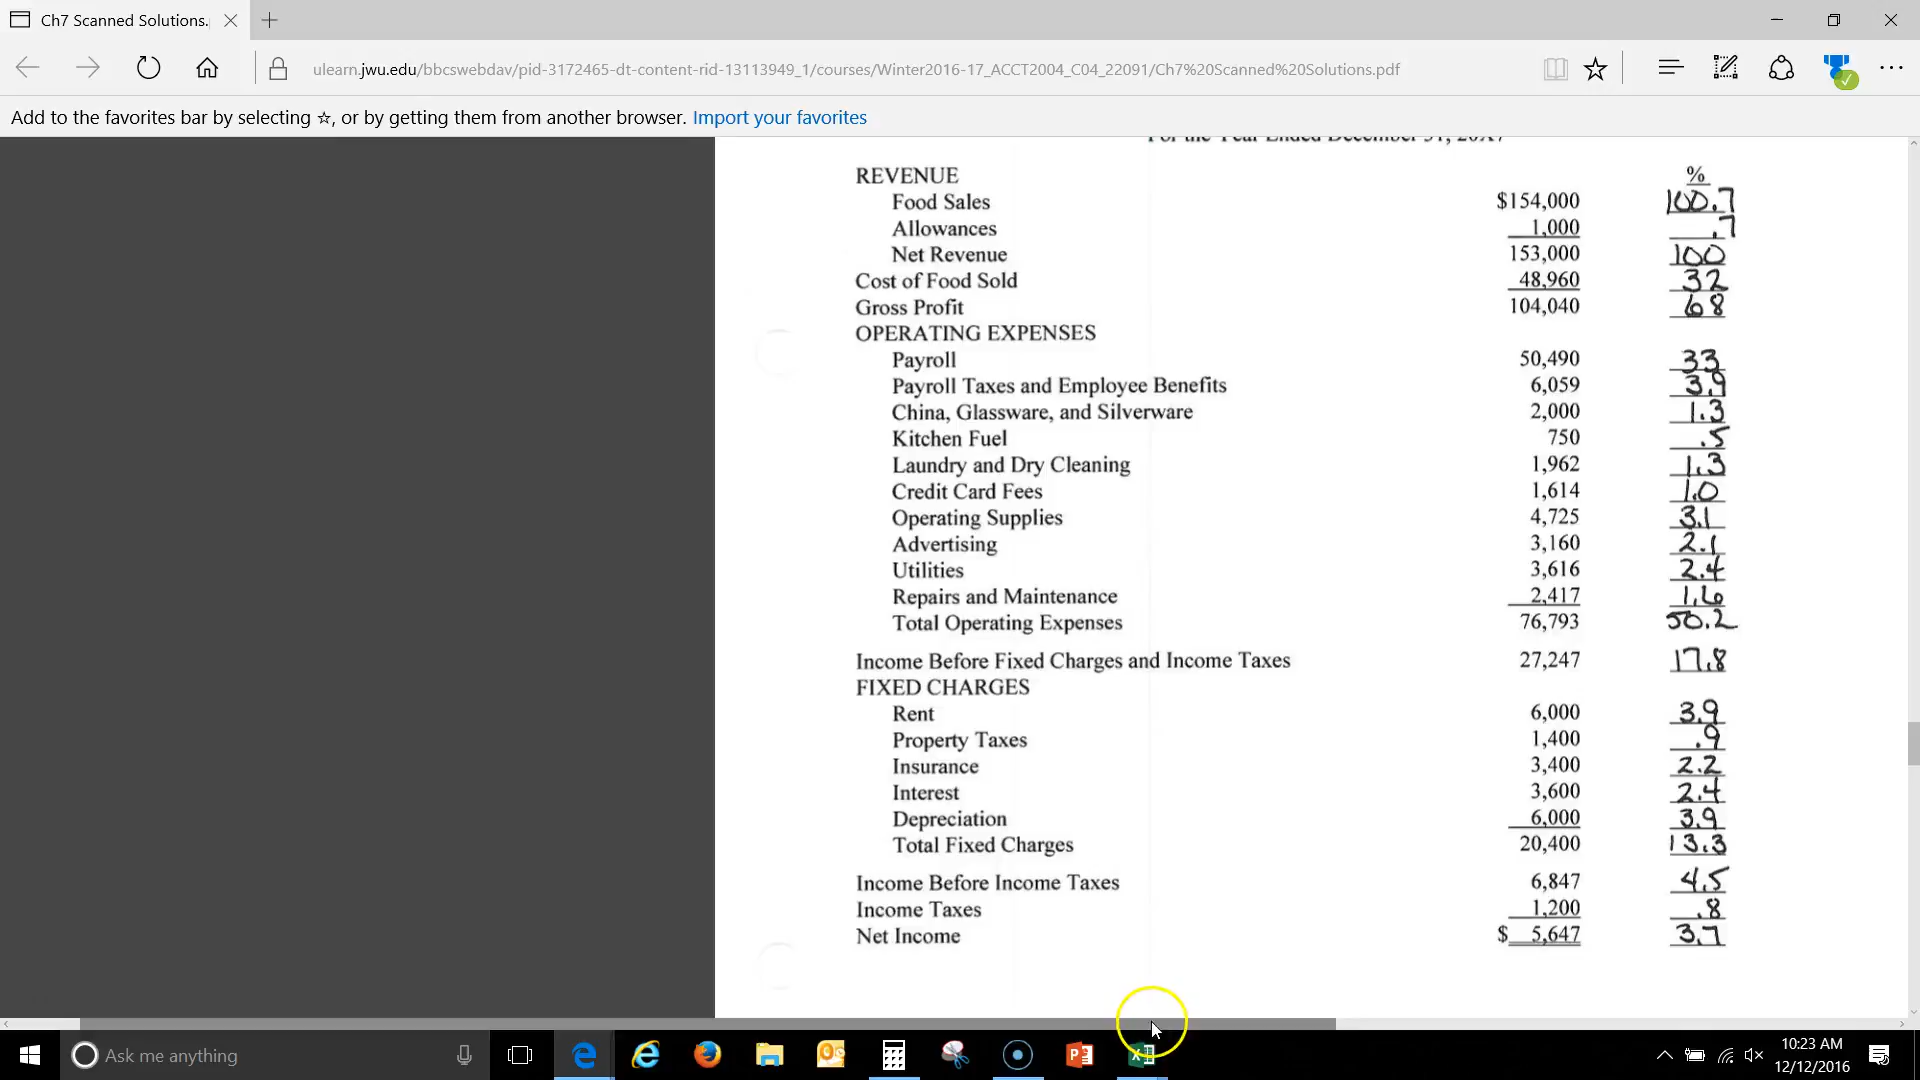 Ch7 Scanned Solutions.
ulearn.jwu.edu/bbcswebdav/pid-3172465-dt-content-rid-13113949_1/courses/Winter2016-17_ACCT2004_C04_22091/Ch7%20Scanned%20Solutions.pdf
Add to the favorites bar by selecting ☆, or by getting them from another browser. Import your favorites
For the Year Ended December 31, 20X7
REVENUE %
Food Sales $154,000 100.7
Allowances 1,000 .7
Net Revenue 153,000 100
Cost of Food Sold 48,960 32
Gross Profit 104,040 68
OPERATING EXPENSES
Payroll 50,490 33
Payroll Taxes and Employee Benefits 6,059 3.9
China, Glassware, and Silverware 2,000 1.3
Kitchen Fuel 750 .5
Laundry and Dry Cleaning 1,962 1.3
Credit Card Fees 1,614 1.0
Operating Supplies 4,725 3.1
Advertising 3,160 2.1
Utilities 3,616 2.4
Repairs and Maintenance 2,417 1.6
Total Operating Expenses 76,793 50.2
Income Before Fixed Charges and Income Taxes 27,247 17.8
FIXED CHARGES
Rent 6,000 3.9
Property Taxes 1,400 .9
Insurance 3,400 2.2
Interest 3,600 2.4
Depreciation 6,000 3.9
Total Fixed Charges 20,400 13.3
Income Before Income Taxes 6,847 4.5
Income Taxes 1,200 .8
Net Income $ 5,647 3.7
Ask me anything
10:23 AM
12/12/2016